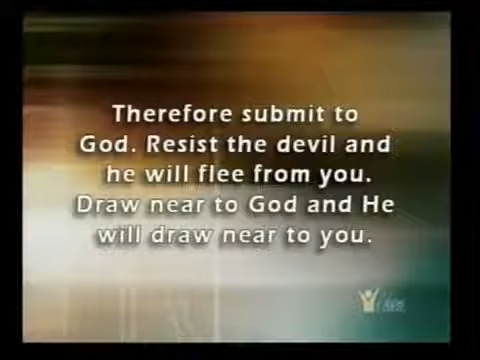 Therefore submit to
God. Resist the devil and
he will flee from you.
Draw near to God and He
will draw near to you.